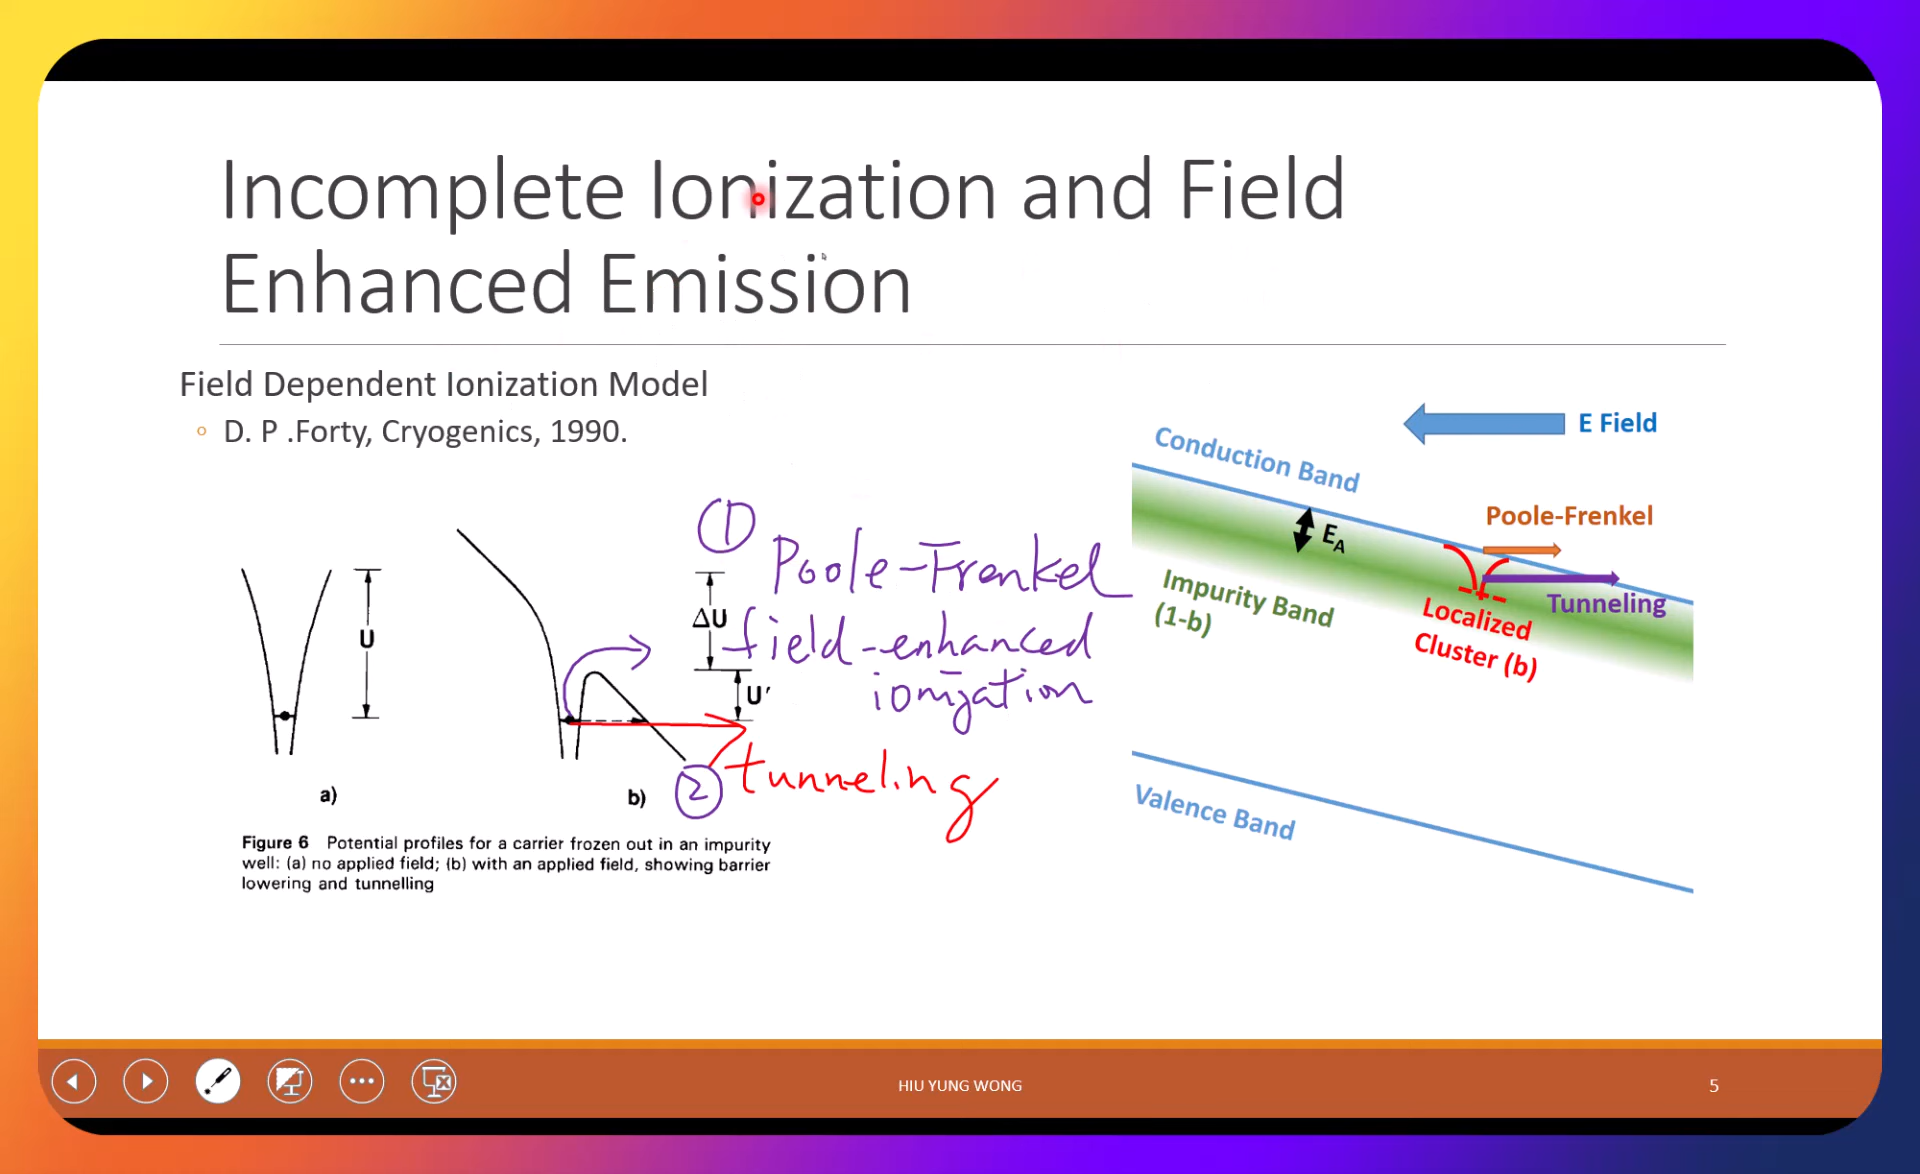 Incomplete Ionization and Field
Enhanced Emission
Field Dependent Ionization Model
D. P .Forty, Cryogenics, 1990.
U
a)
ΔU
U'
b)
Figure 6 Potential profiles for a carrier frozen out in an impurity
well: (a) no applied field; (b) with an applied field, showing barrier
lowering and tunnelling
①
Poole-Frenkel
field-enhanced
ionization
② tunneling
E Field
Conduction Band
Poole-Frenkel
EA
Impurity Band
(1-b)
Tunneling
Localized
Cluster (b)
Valence Band
HIU YUNG WONG
5